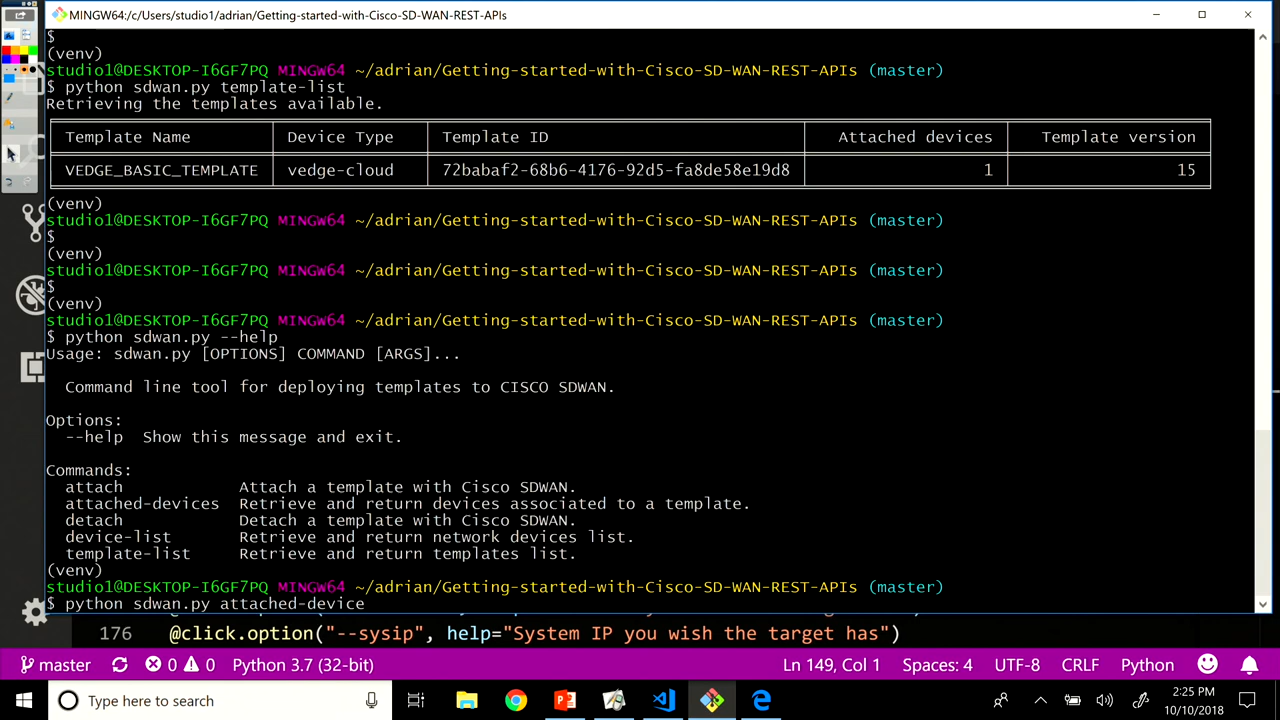 MINGW64:/c/Users/studio1/adrian/Getting-started-with-Cisco-SD-WAN-REST-APIs
$
(venv)
studio1@DESKTOP-I6GF7PQ MINGW64 ~/adrian/Getting-started-with-Cisco-SD-WAN-REST-APIs (master)
$ python sdwan.py template-list
Retrieving the templates available.
Template Name Device Type Template ID Attached devices Template version
VEDGE_BASIC_TEMPLATE vedge-cloud 72babaf2-68b6-4176-92d5-fa8de58e19d8 1 15
(venv)
studio1@DESKTOP-I6GF7PQ MINGW64 ~/adrian/Getting-started-with-Cisco-SD-WAN-REST-APIs (master)
$
(venv)
studio1@DESKTOP-I6GF7PQ MINGW64 ~/adrian/Getting-started-with-Cisco-SD-WAN-REST-APIs (master)
$
(venv)
studio1@DESKTOP-I6GF7PQ MINGW64 ~/adrian/Getting-started-with-Cisco-SD-WAN-REST-APIs (master)
$ python sdwan.py --help
Usage: sdwan.py [OPTIONS] COMMAND [ARGS]...
Command line tool for deploying templates to CISCO SDWAN.
Options:
--help Show this message and exit.
Commands:
attach Attach a template with Cisco SDWAN.
attached-devices Retrieve and return devices associated to a template.
detach Detach a template with Cisco SDWAN.
device-list Retrieve and return network devices list.
template-list Retrieve and return templates list.
(venv)
studio1@DESKTOP-I6GF7PQ MINGW64 ~/adrian/Getting-started-with-Cisco-SD-WAN-REST-APIs (master)
$ python sdwan.py attached-device
176 @click.option("--sysip", help="System IP you wish the target has")
master 0 0 Python 3.7 (32-bit) Ln 149, Col 1 Spaces: 4 UTF-8 CRLF Python
Type here to search
2:25 PM
10/10/2018